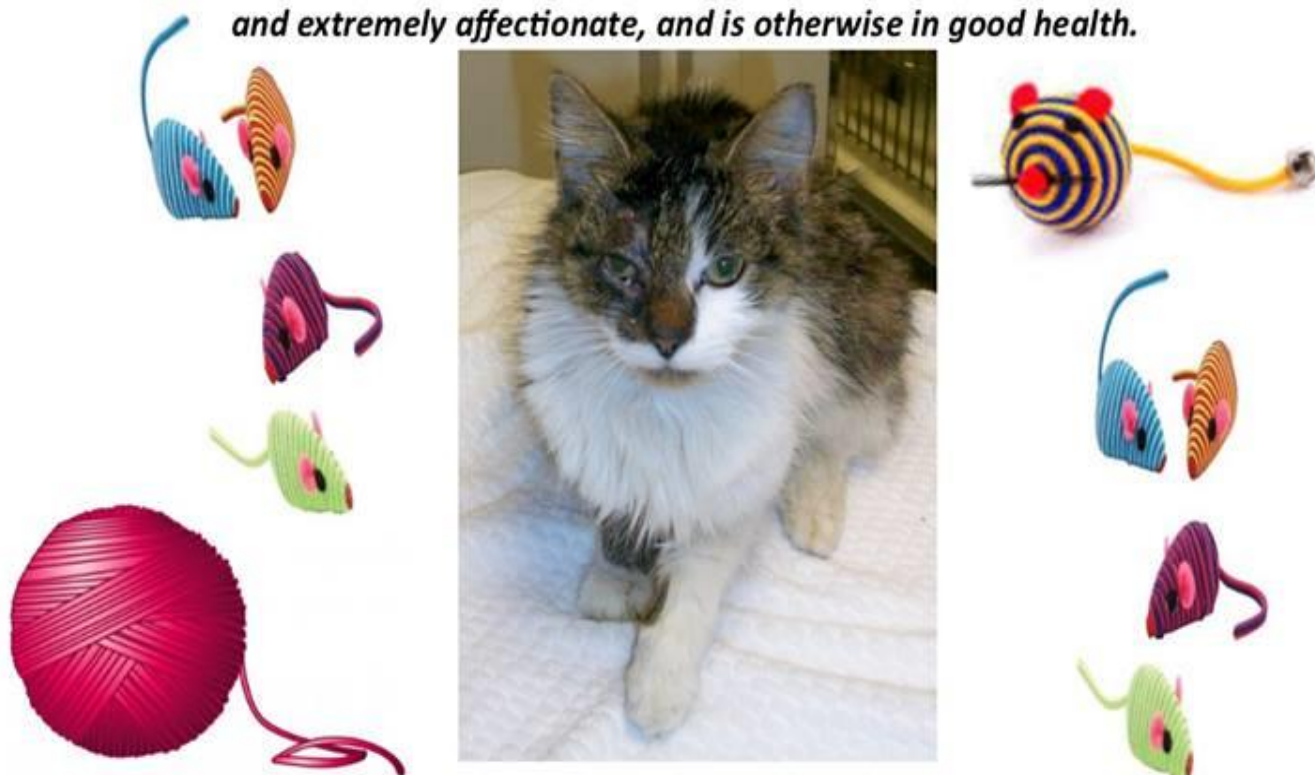 and extremely affectionate, and is otherwise in good health.